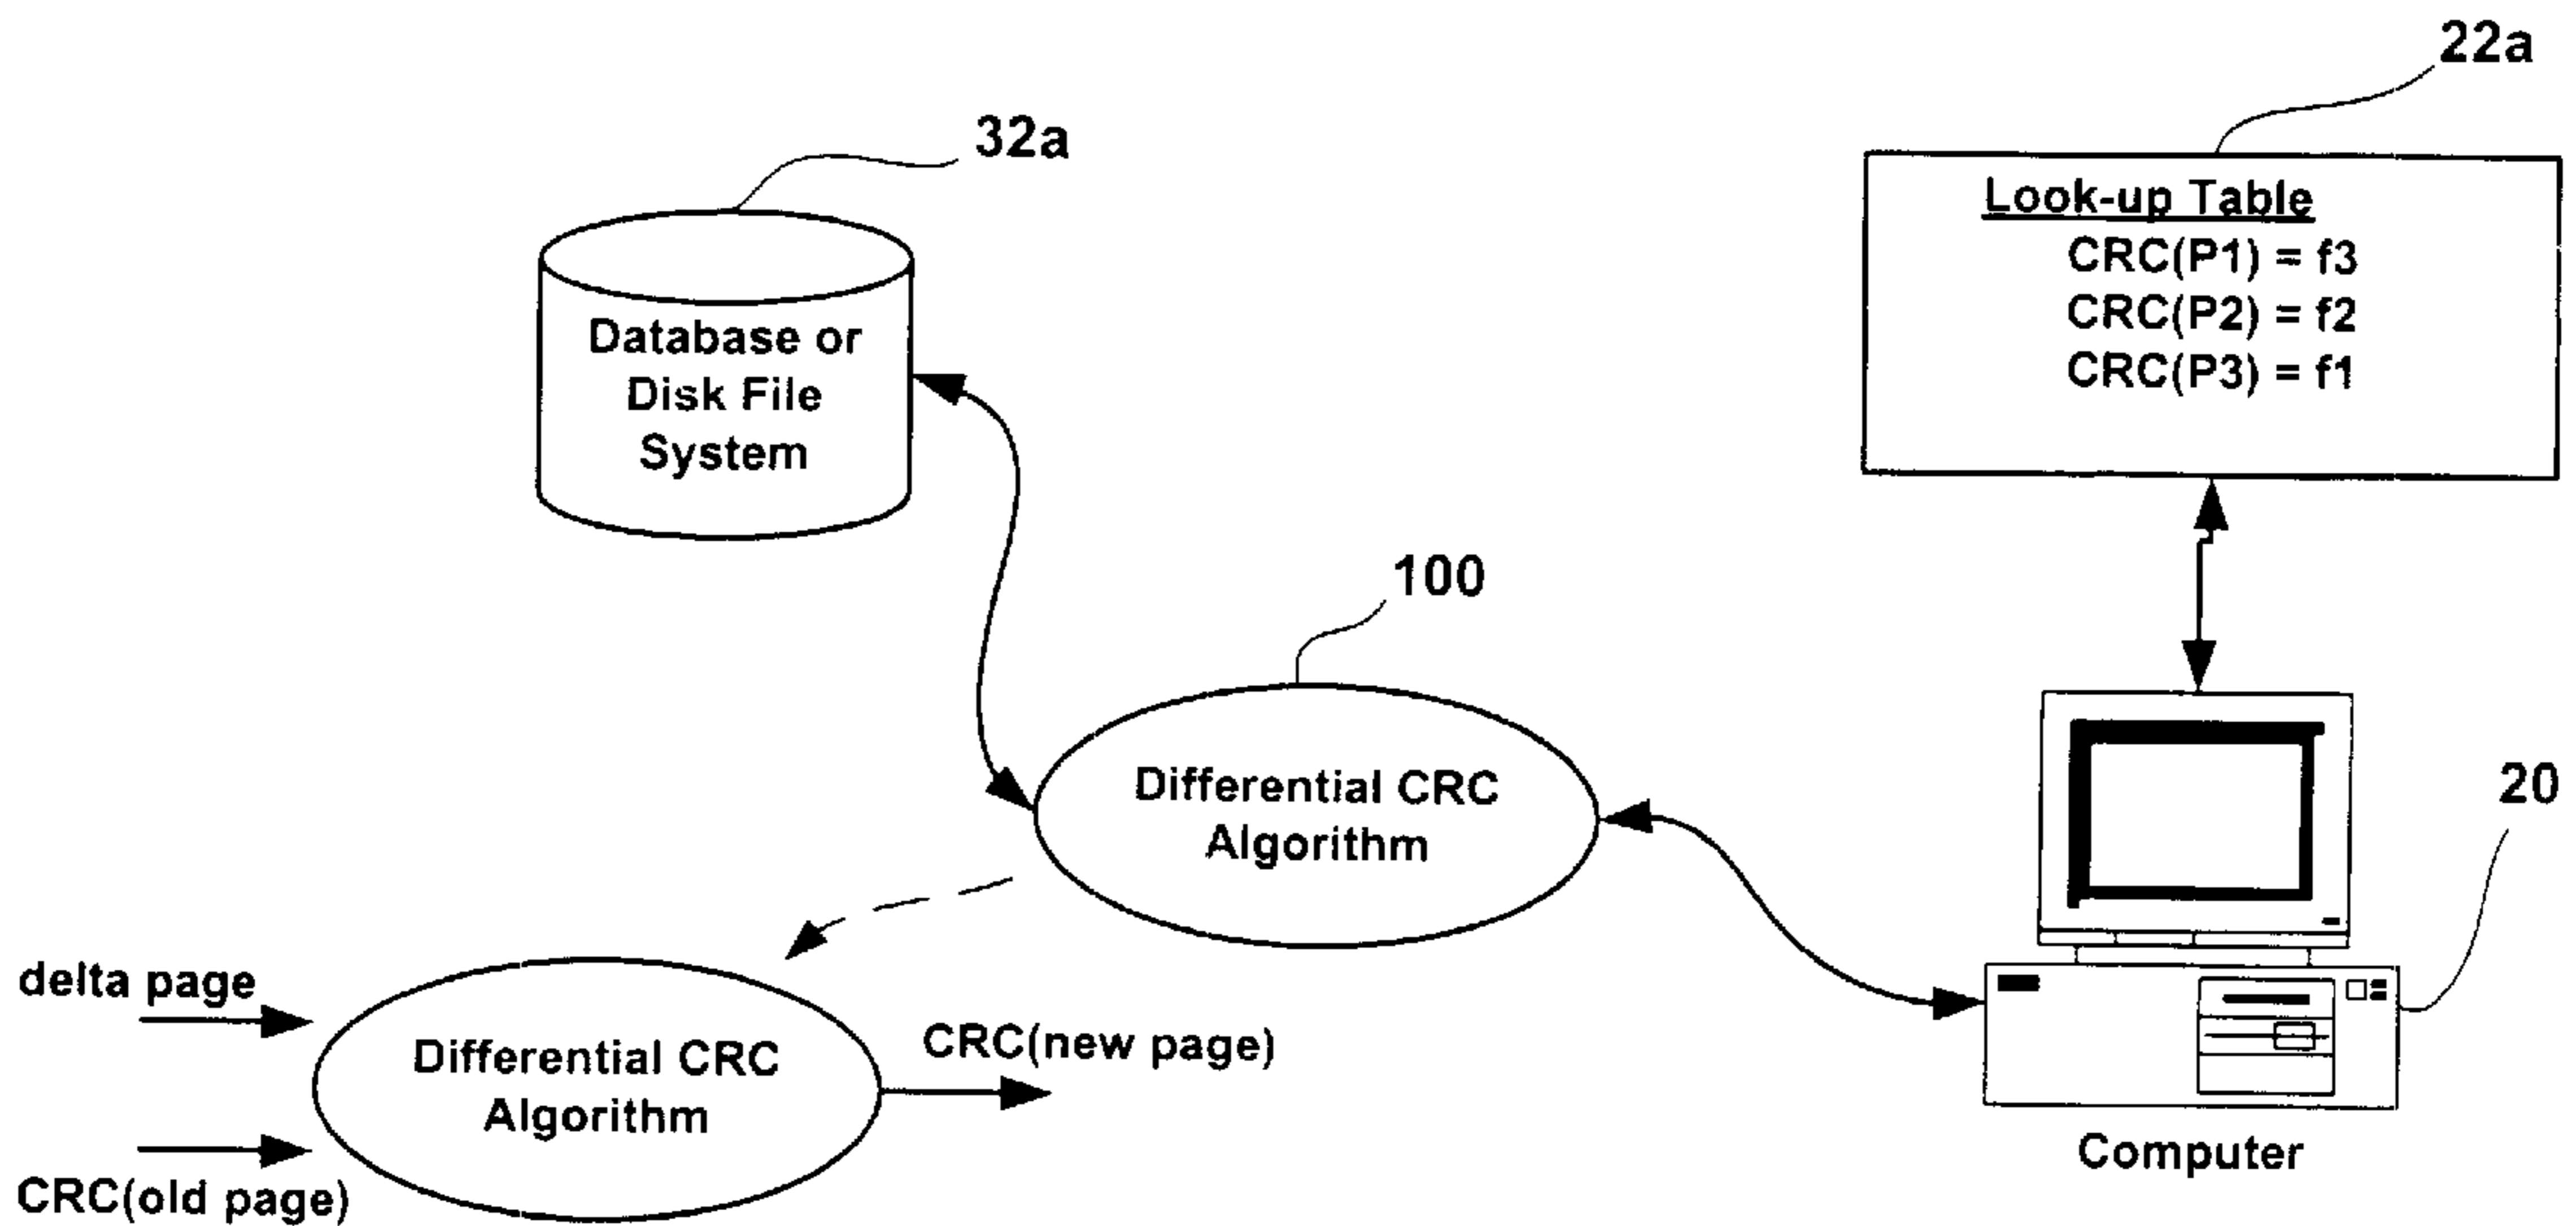 22a
32a
Look-up Table
CRC(P1) = f3
CRC(P2) = f2
CRC(P3) = f1
Database or
Disk File
System
100
Differential CRC
Algorithm
20
delta page
Differential CRC
Algorithm
CRC(new page)
CRC(old page)
Computer